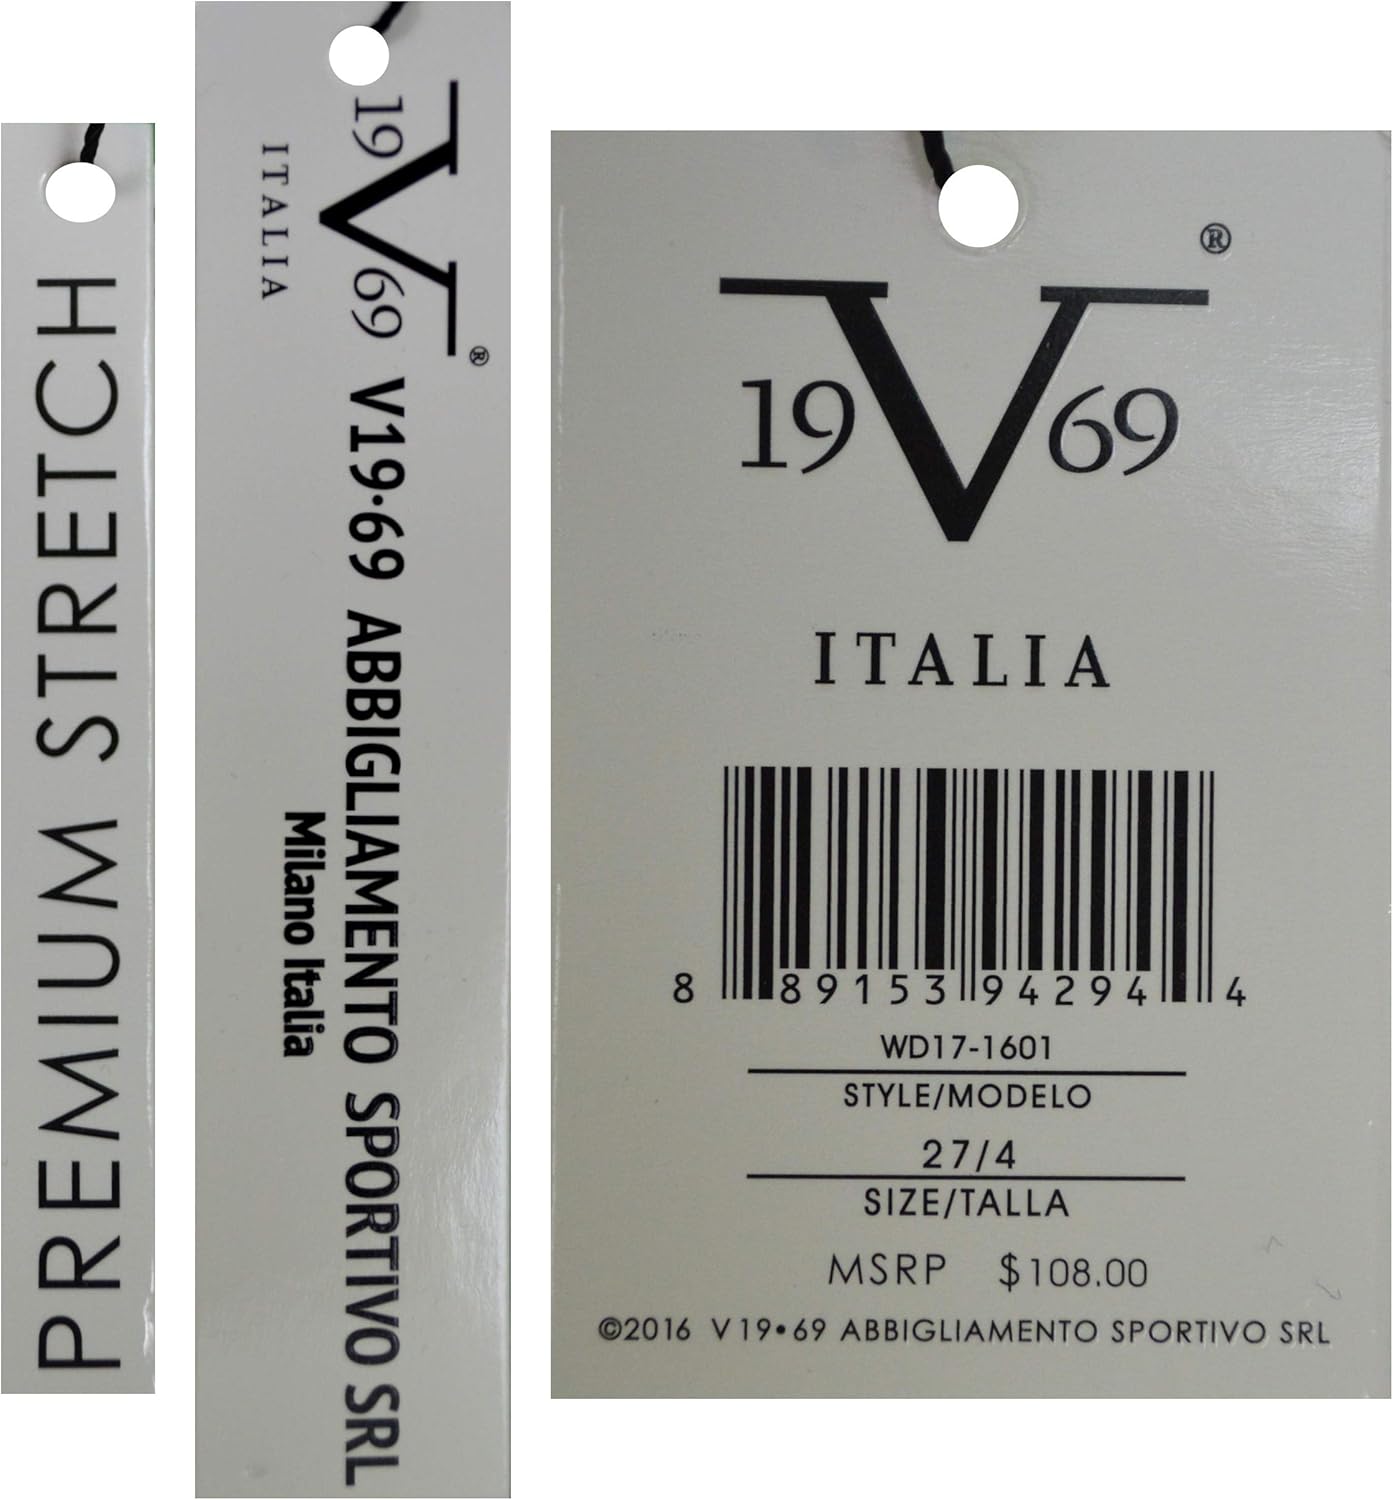 PREMIUM STRETCH
19 V 69 ®
ITALIA
V19•69 ABBIGLIAMENTO SPORTIVO SRL
Milano Italia
®
19 V 69
ITALIA
8 89153 94294 4
WD17-1601
STYLE/MODELO
27/4
SIZE/TALLA
MSRP $108.00
©2016 V19•69 ABBIGLIAMENTO SPORTIVO SRL